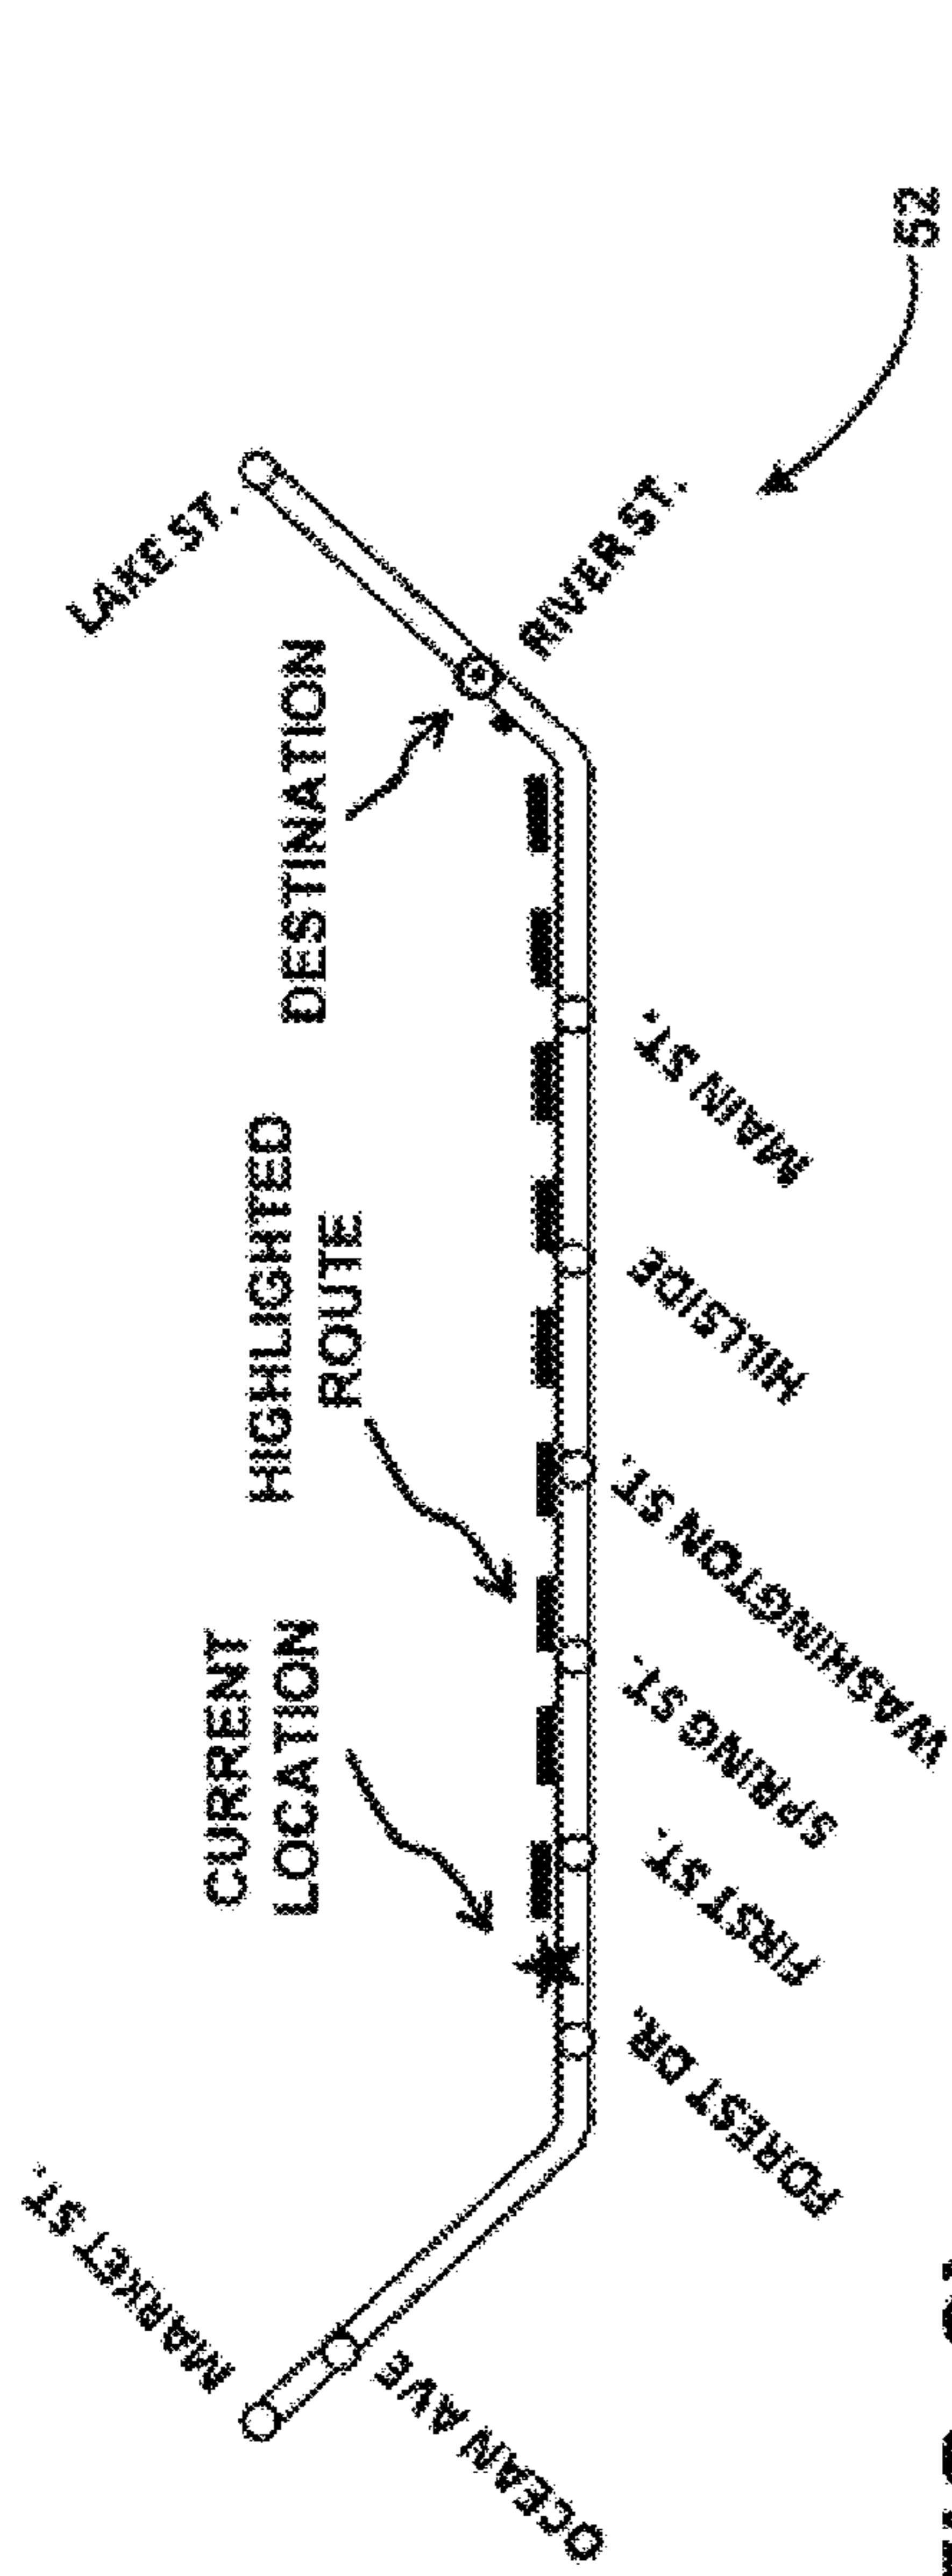 MARKET ST.
OCEAN AVE
CURRENT
LOCATION
HIGHLIGHTED
ROUTE
DESTINATION
LAKE ST.
FOREST DR.
FIRST ST.
SPRING ST.
WASHINGTON ST.
HILLSIDE
MAIN ST.
RIVER ST.
52